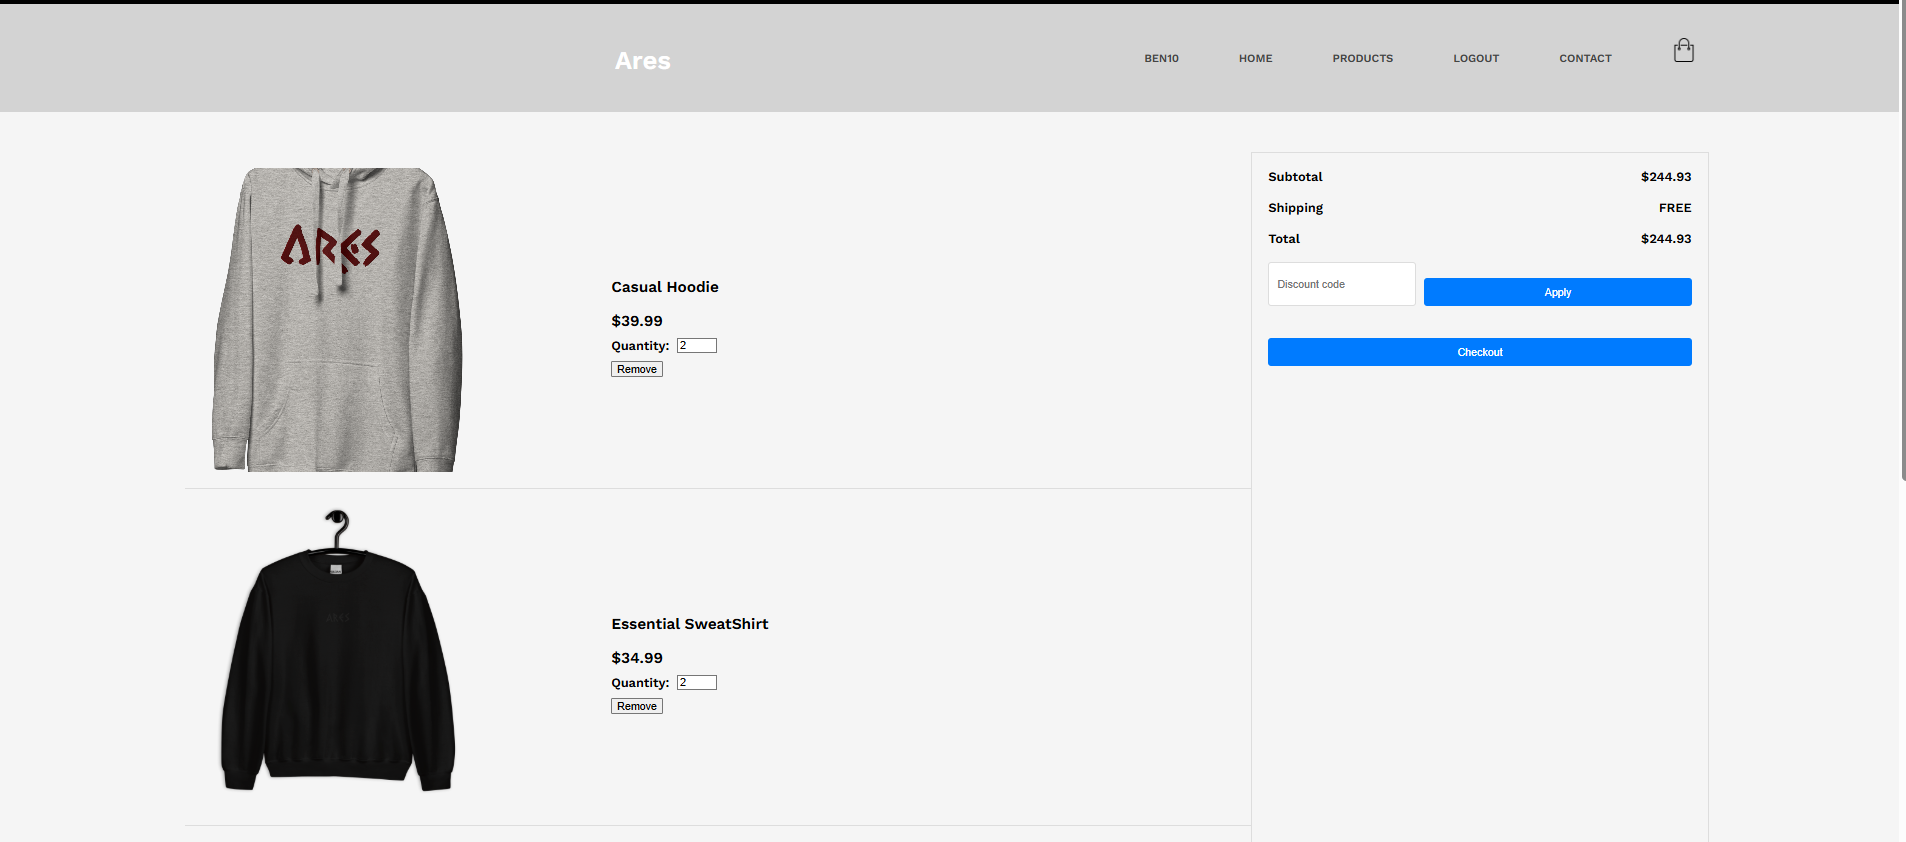 Ares
BEN10
HOME
PRODUCTS
LOGOUT
CONTACT
ARES
Casual Hoodie
$39.99
Quantity: 2
Remove
ARES
Essential SweatShirt
$34.99
Quantity: 2
Remove
Subtotal $244.93
Shipping FREE
Total $244.93
Discount code
Apply
Checkout